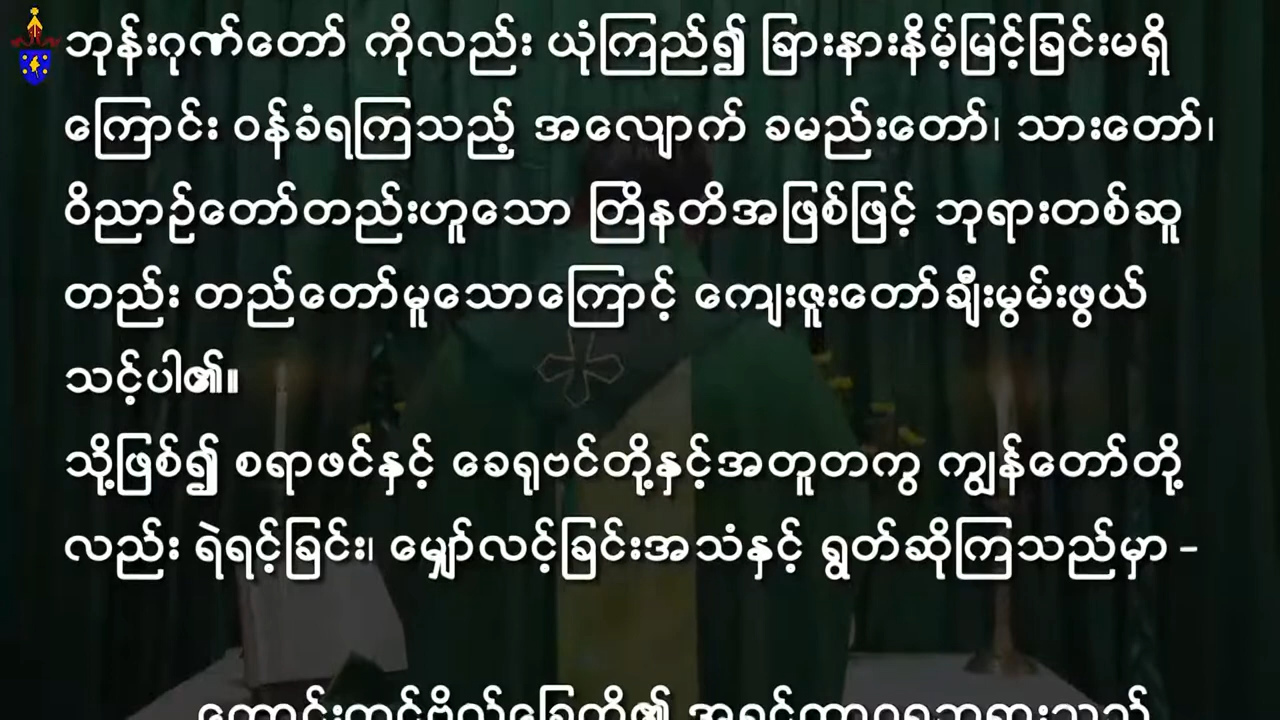 ဘုန်းဂုဏ်တော် ကိုလည်း ယုံကြည်၍ ခြားနားနိမ့်မြင့်ခြင်းမရှိ
ကြောင်း ဝန်ခံရကြသည့် အလျောက် ခမည်းတော်၊ သားတော်၊
ဝိညာဉ်တော်တည်းဟူသော တြိနတိအဖြစ်ဖြင့် ဘုရားတစ်ဆူ
တည်း တည်တော်မူသောကြောင့် ကျေးဇူးတော်ချီးမွမ်းဖွယ်
သင့်ပါ၏။
သို့ဖြစ်၍ စရာဖင်နှင့် ခေရုဗင်တို့နှင့်အတူတကွ ကျွန်တော်တို့
လည်း ရဲရင့်ခြင်း၊ မျှော်လင့်ခြင်းအသံနှင့် ရွတ်ဆိုကြသည်မှာ -